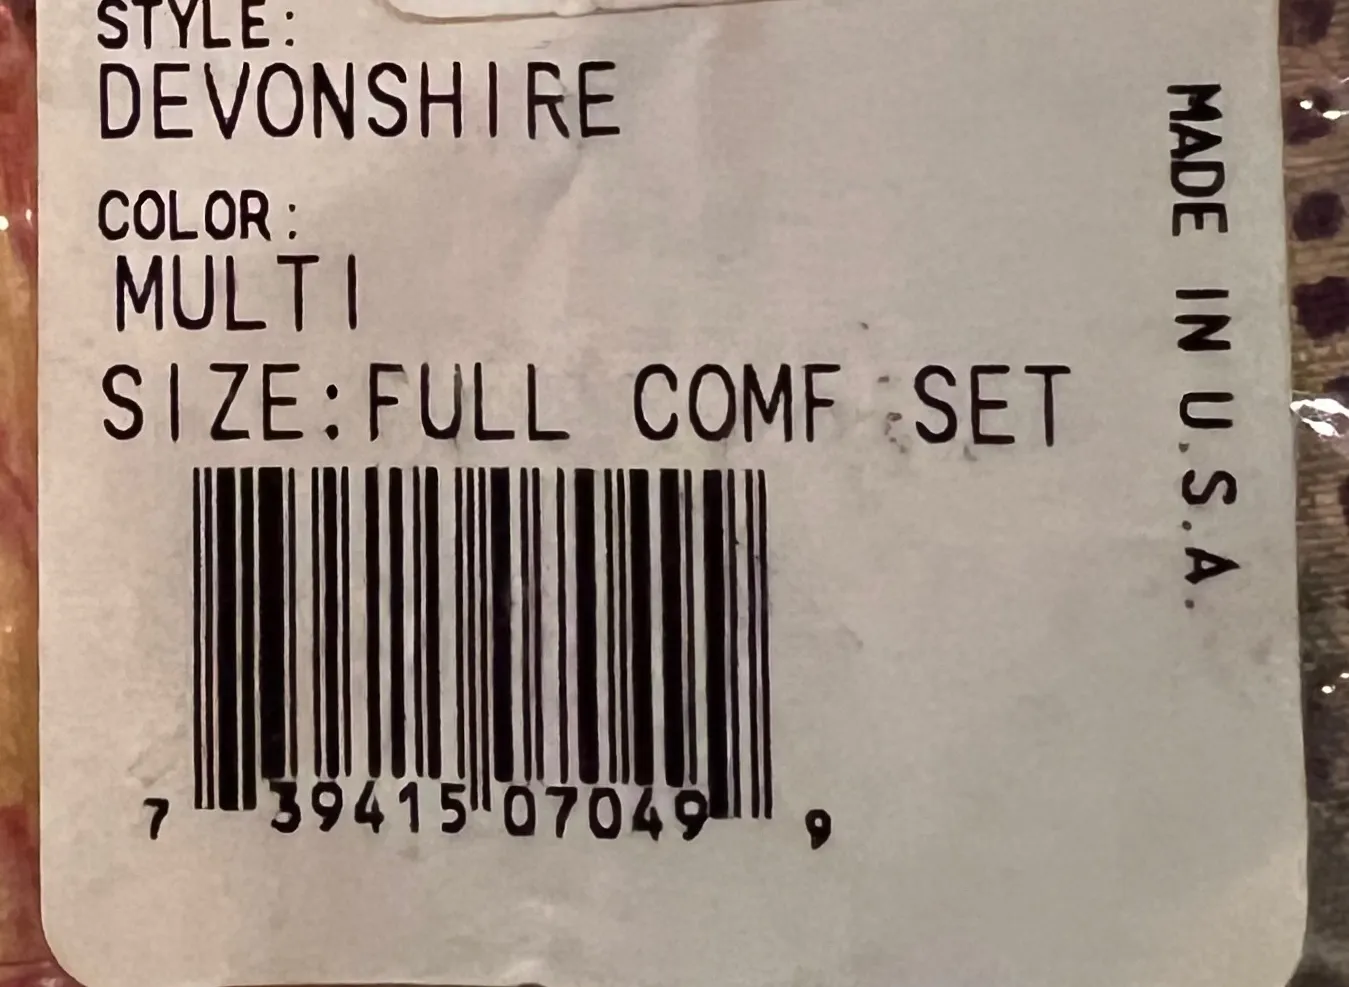 STYLE:
DEVONSHIRE
COLOR:
MULTI
SIZE:FULL COMF SET
7 39415 07049 9
MADE IN U.S.A.